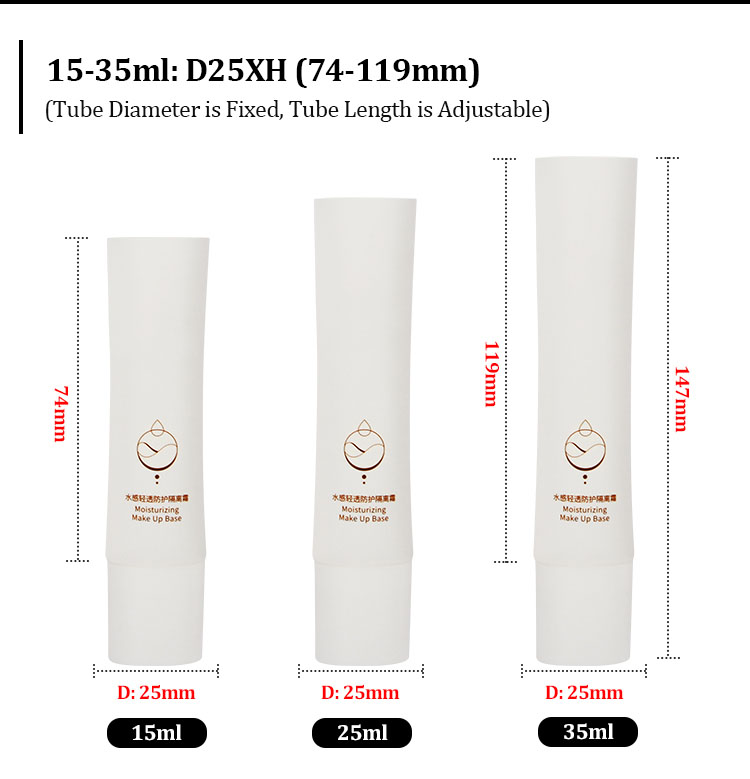 15-35ml: D25XH (74-119mm)
(Tube Diameter is Fixed, Tube Length is Adjustable)
74mm
水感轻透防护隔离霜
Moisturizing
Make Up Base
D: 25mm
15ml
水感轻透防护隔离霜
Moisturizing
Make Up Base
D: 25mm
25ml
119mm
147mm
水感轻透防护隔离霜
Moisturizing
Make Up Base
D: 25mm
35ml